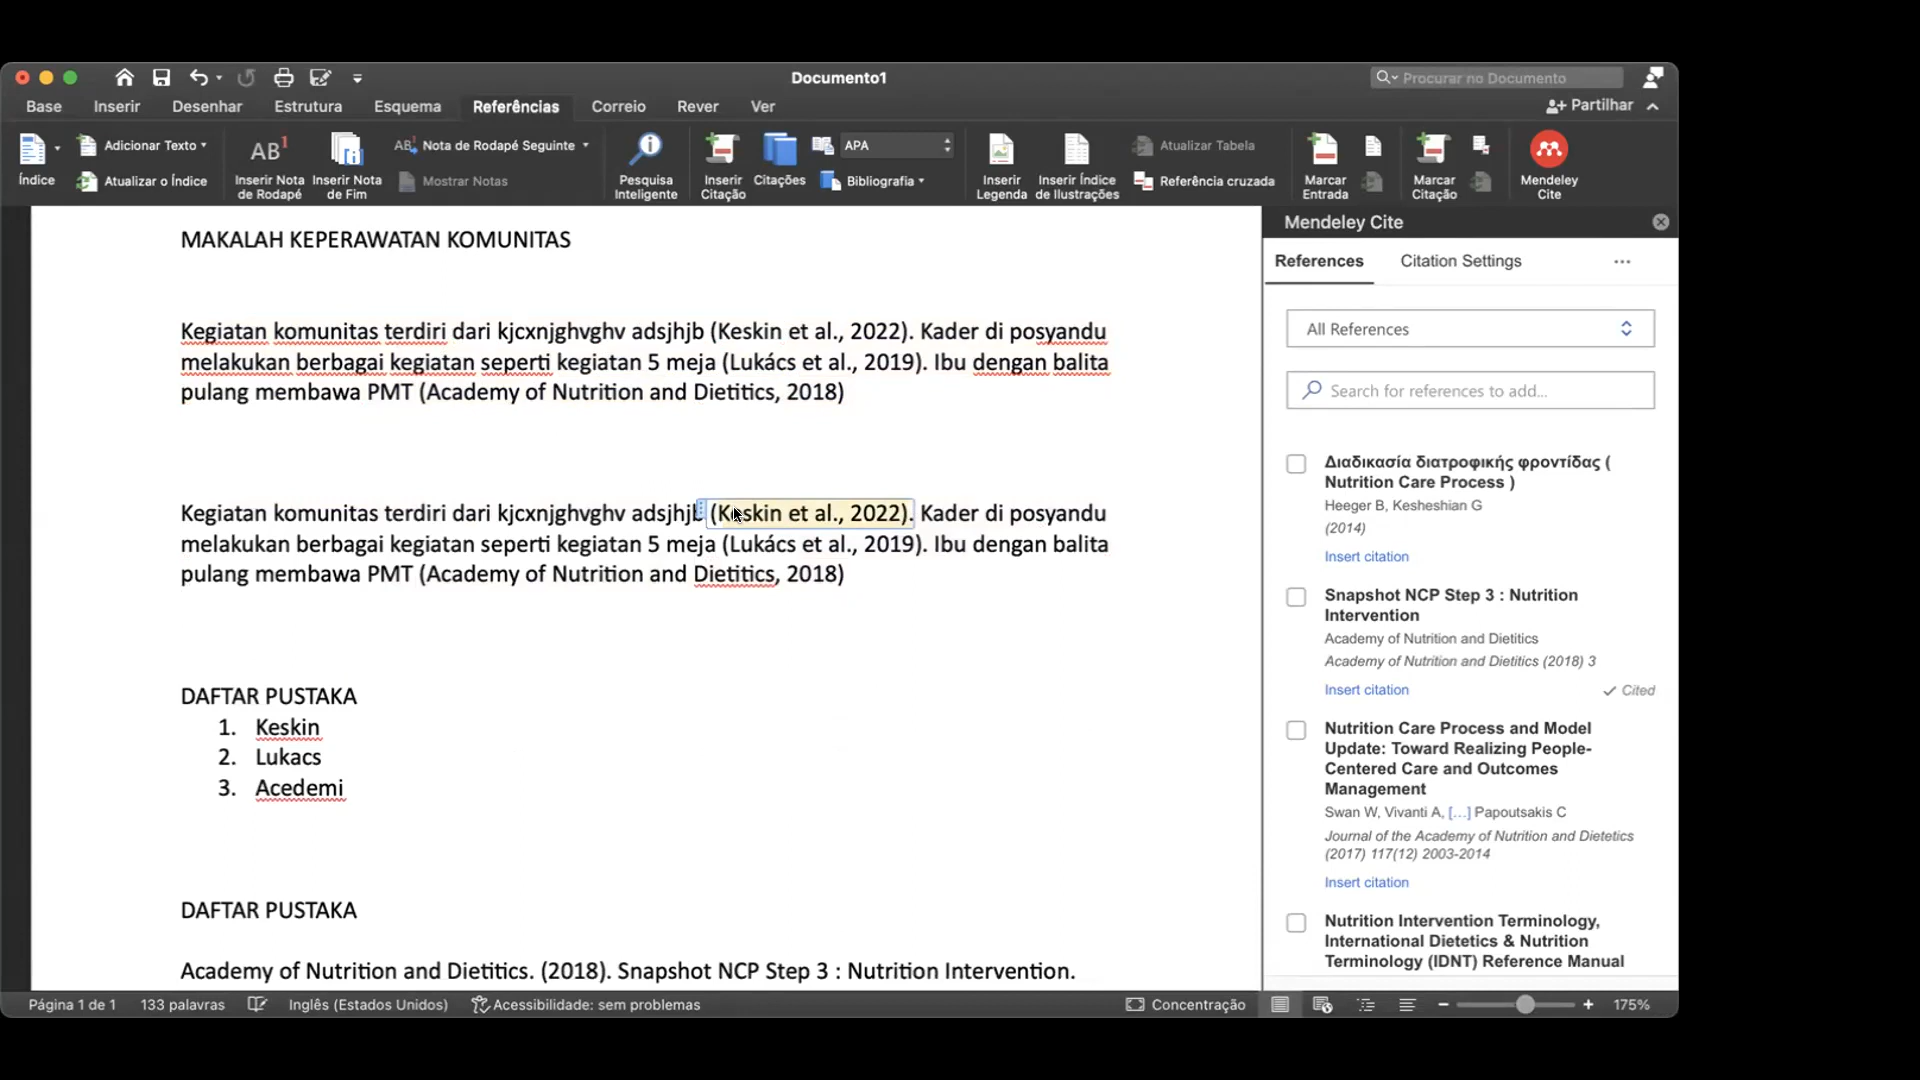 Documento1
Procurar no Documento
Base Inserir Desenhar Estrutura Esquema Referências Correio Rever Ver
Partilhar
Índice
Adicionar Texto
Atualizar o Índice
AB1
Inserir Nota de Rodapé
Inserir Nota de Fim
AB1 Nota de Rodapé Seguinte
Mostrar Notas
Pesquisa Inteligente
Inserir Citação
Citações
APA
Bibliografia
Inserir Legenda
Inserir Índice de Ilustrações
Atualizar Tabela
Referência cruzada
Marcar Entrada
Marcar Citação
Mendeley Cite
MAKALAH KEPERAWATAN KOMUNITAS
Kegiatan komunitas terdiri dari kjcxnjghvghv adsjhjb (Keskin et al., 2022). Kader di posyandu
melakukan berbagai kegiatan seperti kegiatan 5 meja (Lukács et al., 2019). Ibu dengan balita
pulang membawa PMT (Academy of Nutrition and Dietitics, 2018)
Kegiatan komunitas terdiri dari kjcxnjghvghv adsjhjb (Keskin et al., 2022). Kader di posyandu
melakukan berbagai kegiatan seperti kegiatan 5 meja (Lukács et al., 2019). Ibu dengan balita
pulang membawa PMT (Academy of Nutrition and Dietitics, 2018)
DAFTAR PUSTAKA
1. Keskin
2. Lukacs
3. Acedemi
DAFTAR PUSTAKA
Academy of Nutrition and Dietitics. (2018). Snapshot NCP Step 3 : Nutrition Intervention.
Mendeley Cite
References Citation Settings
All References
Search for references to add...
Διαδικασία διατροφικής φροντίδας (
Nutrition Care Process )
Heeger B, Kesheshian G
(2014)
Insert citation
Snapshot NCP Step 3 : Nutrition
Intervention
Academy of Nutrition and Dietitics
Academy of Nutrition and Dietitics (2018) 3
Insert citation
Cited
Nutrition Care Process and Model
Update: Toward Realizing People-
Centered Care and Outcomes
Management
Swan W, Vivanti A, [...] Papoutsakis C
Journal of the Academy of Nutrition and Dietetics
(2017) 117(12) 2003-2014
Insert citation
Nutrition Intervention Terminology,
International Dietetics & Nutrition
Terminology (IDNT) Reference Manual
Página 1 de 1 133 palavras Inglês (Estados Unidos) Acessibilidade: sem problemas Concentração 175%